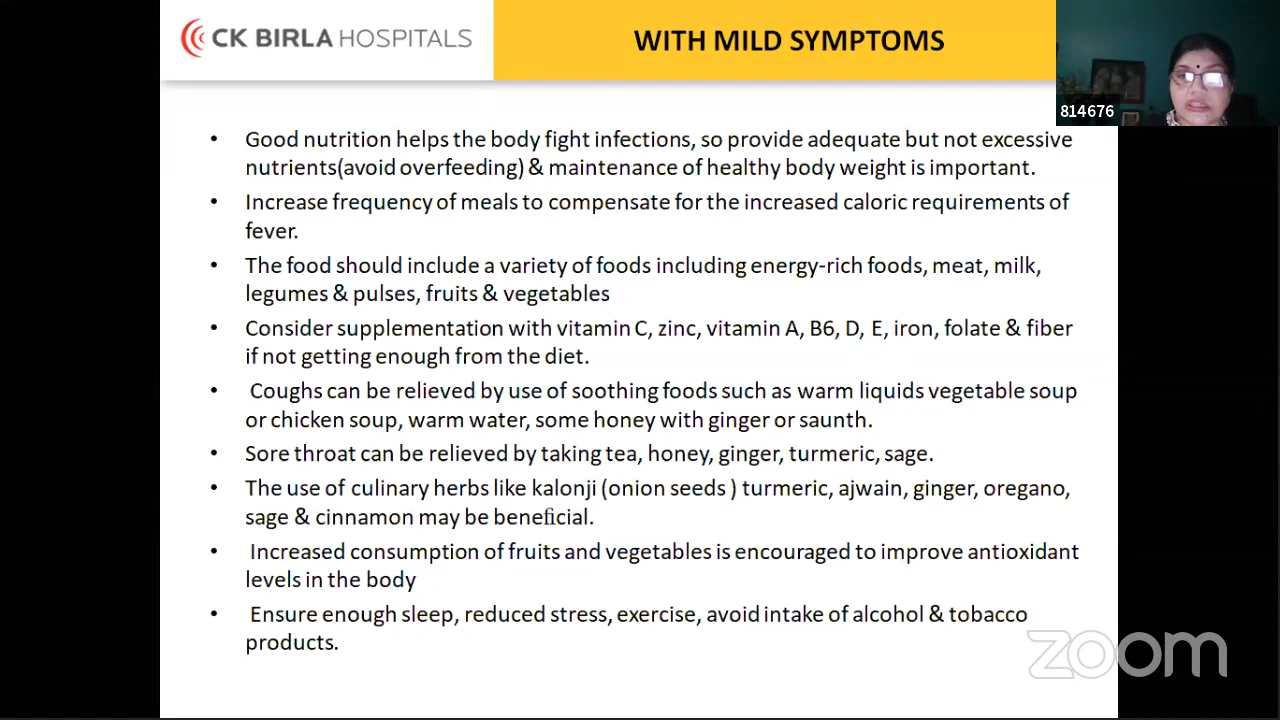 CK BIRLA HOSPITALS
WITH MILD SYMPTOMS
814676
• Good nutrition helps the body fight infections, so provide adequate but not excessive
nutrients(avoid overfeeding) & maintenance of healthy body weight is important.
• Increase frequency of meals to compensate for the increased caloric requirements of
fever.
• The food should include a variety of foods including energy-rich foods, meat, milk,
legumes & pulses, fruits & vegetables
• Consider supplementation with vitamin C, zinc, vitamin A, B6, D, E, iron, folate & fiber
if not getting enough from the diet.
• Coughs can be relieved by use of soothing foods such as warm liquids vegetable soup
or chicken soup, warm water, some honey with ginger or saunth.
• Sore throat can be relieved by taking tea, honey, ginger, turmeric, sage.
• The use of culinary herbs like kalonji (onion seeds ) turmeric, ajwain, ginger, oregano,
sage & cinnamon may be beneficial.
• Increased consumption of fruits and vegetables is encouraged to improve antioxidant
levels in the body
• Ensure enough sleep, reduced stress, exercise, avoid intake of alcohol & tobacco
products.
zoom